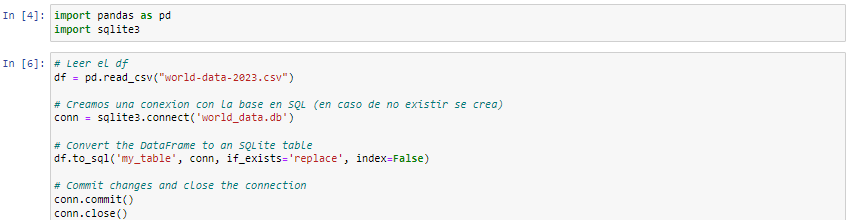 In [4]: import pandas as pd
import sqlite3
In [6]: # Leer el df
df = pd.read_csv("world-data-2023.csv")
# Creamos una conexion con la base en SQL (en caso de no existir se crea)
conn = sqlite3.connect('world_data.db')
# Convert the DataFrame to an SQLite table
df.to_sql('my_table', conn, if_exists='replace', index=False)
# Commit changes and close the connection
conn.commit()
conn.close()